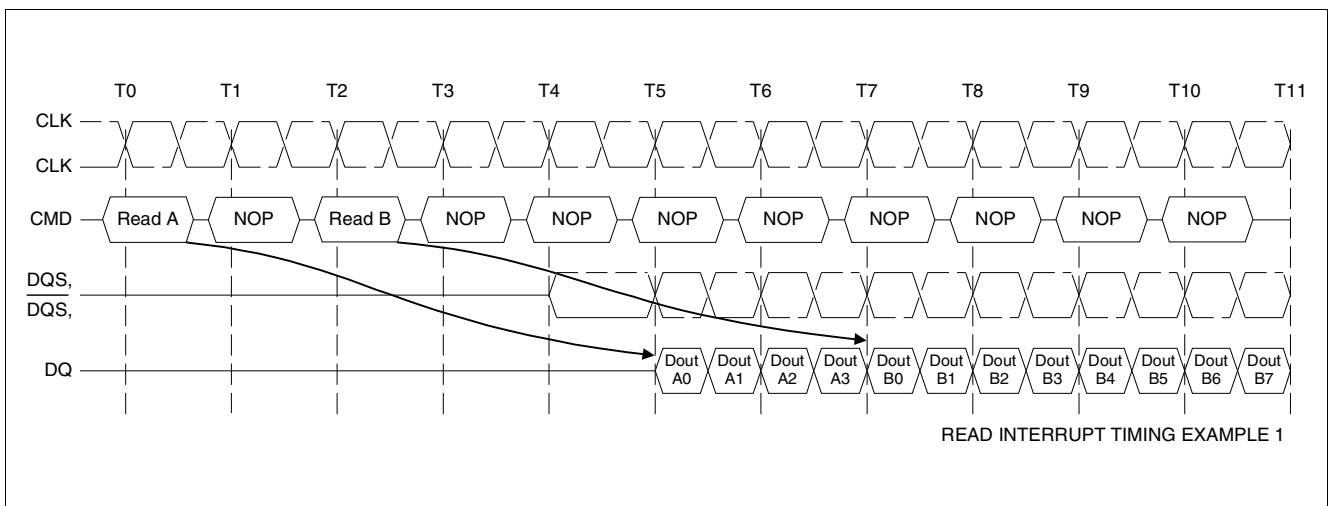 T0 T1 T2 T3 T4 T5 T6 T7 T8 T9 T10 T11
CLK
CLK
CMD Read A NOP Read B NOP NOP NOP NOP NOP NOP NOP NOP
DQS,
DQS,
DQ Dout A0 Dout A1 Dout A2 Dout A3 Dout B0 Dout B1 Dout B2 Dout B3 Dout B4 Dout B5 Dout B6 Dout B7
READ INTERRUPT TIMING EXAMPLE 1